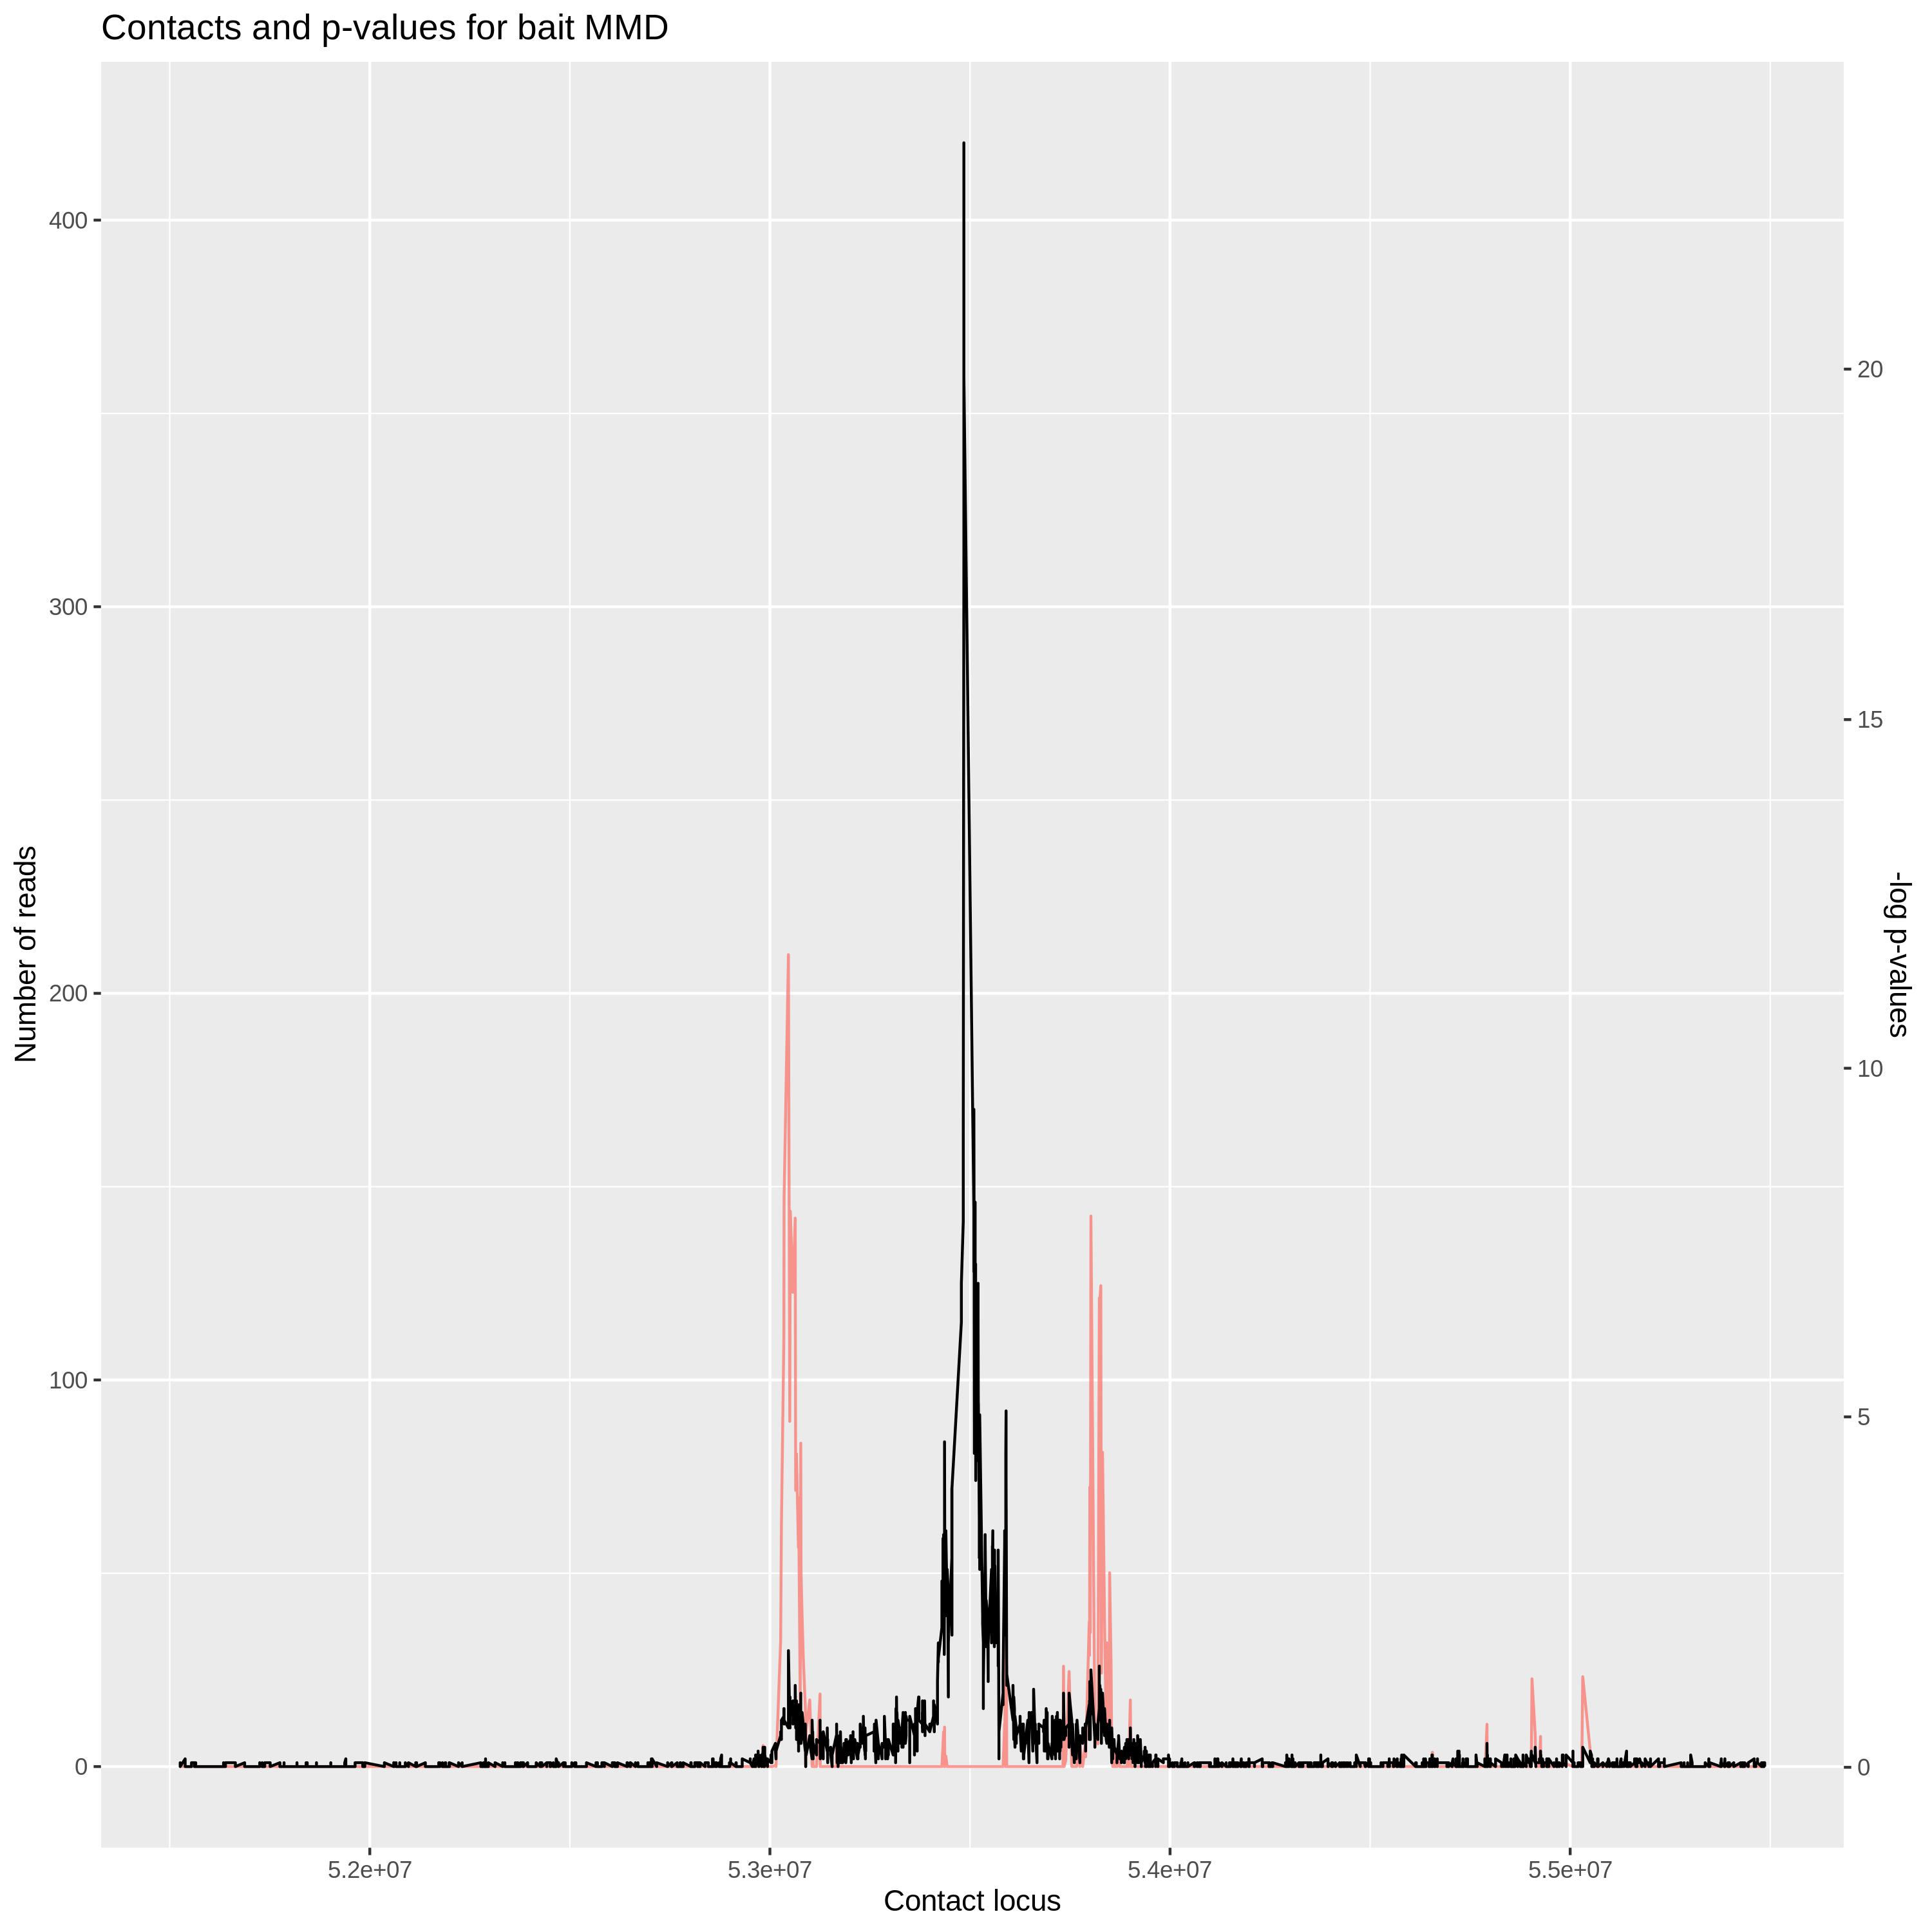 Contacts and p-values for bait MMD
400
300
200
100
0
Number of reads
20
15
10
5
0
-log p-values
5.2e+07
5.3e+07
5.4e+07
5.5e+07
Contact locus